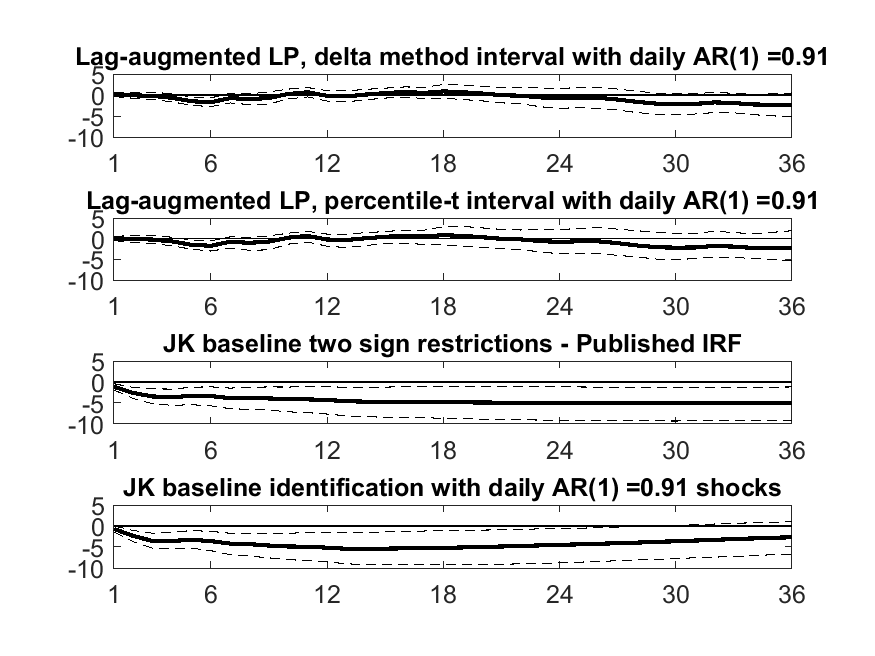 Lag-augmented LP, delta method interval with daily AR(1) =0.91
5
0
-5
-10
1 6 12 18 24 30 36
Lag-augmented LP, percentile-t interval with daily AR(1) =0.91
5
0
-5
-10
1 6 12 18 24 30 36
JK baseline two sign restrictions - Published IRF
5
0
-5
-10
1 6 12 18 24 30 36
JK baseline identification with daily AR(1) =0.91 shocks
5
0
-5
-10
1 6 12 18 24 30 36